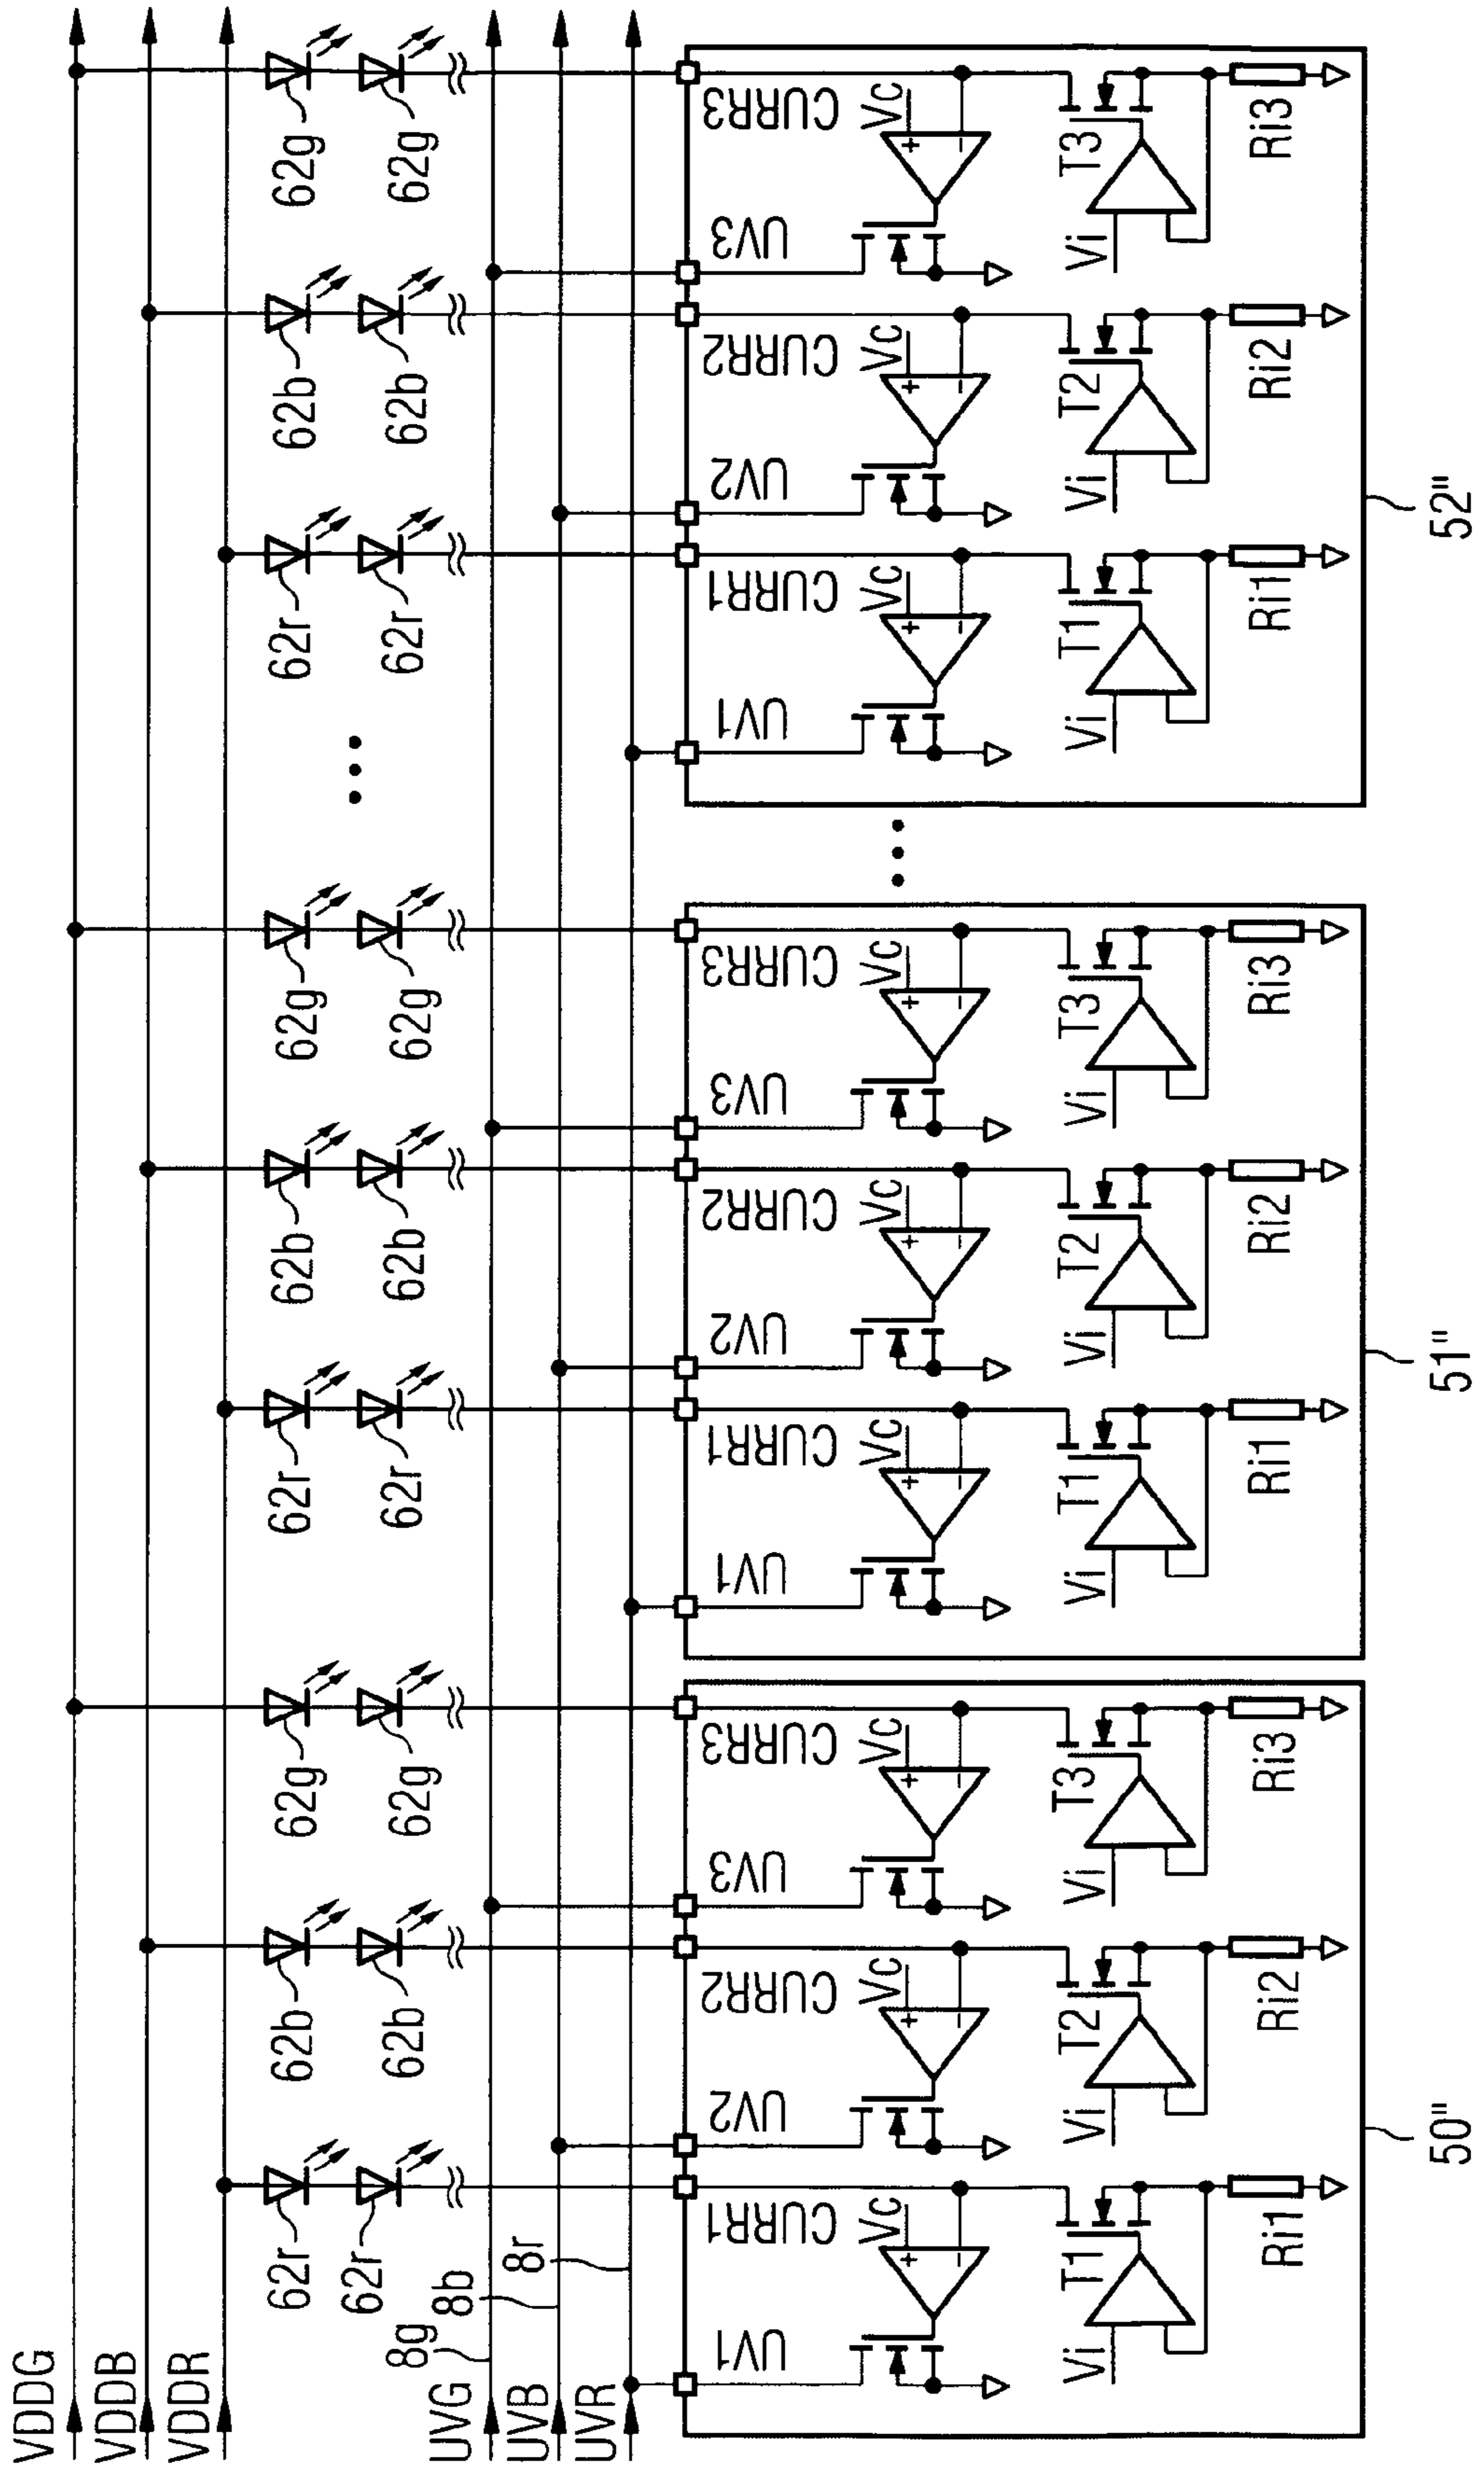 VDDG
VDDB
VDDR
62r
62r
62b
62b
62g
62g
62r
62r
62b
62b
62g
62g
...
62r
62r
62b
62b
62g
62g
8g
8b
8r
UVG
UVB
UVR
UV1
CURR1
UV2
CURR2
UV3
CURR3
Vc
+
−
Vc
+
−
Vc
+
−
Vi
T1
Vi
T2
Vi
T3
Ri1
Ri2
Ri3
50"
UV1
CURR1
UV2
CURR2
UV3
CURR3
Vc
+
−
Vc
+
−
Vc
+
−
Vi
T1
Vi
T2
Vi
T3
Ri1
Ri2
Ri3
51"
...
UV1
CURR1
UV2
CURR2
UV3
CURR3
Vc
+
−
Vc
+
−
Vc
+
−
Vi
T1
Vi
T2
Vi
T3
Ri1
Ri2
Ri3
52"